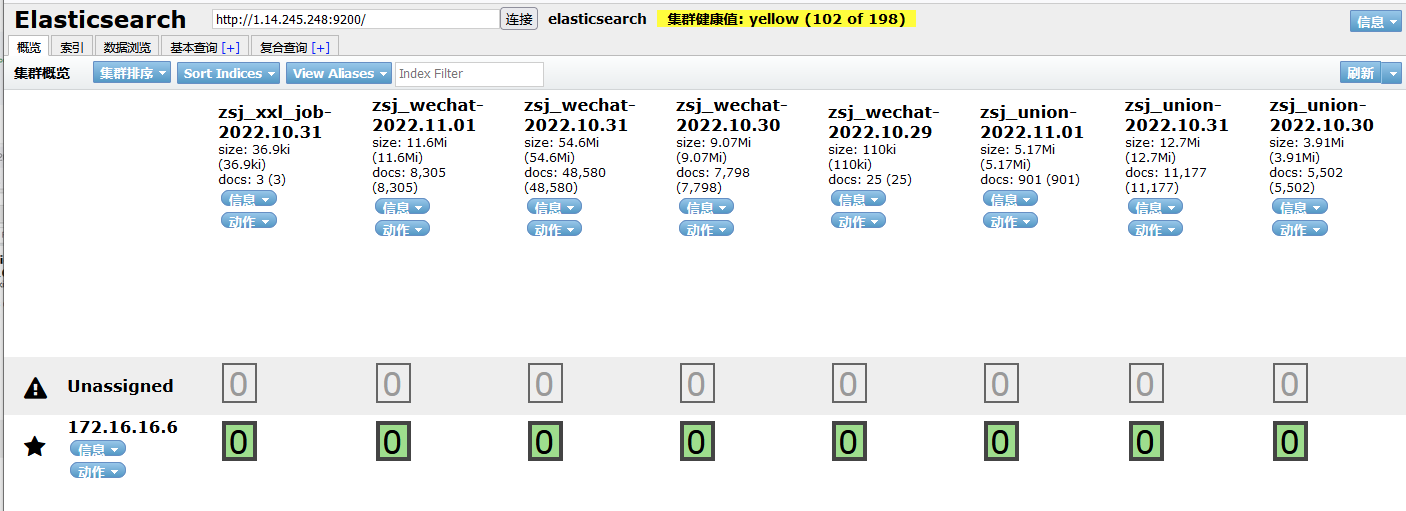 Elasticsearch
http://1.14.245.248:9200/
连接
elasticsearch
集群健康值: yellow (102 of 198)
信息
概览
索引
数据浏览
基本查询 [+]
复合查询 [+]
集群概览
集群排序
Sort Indices
View Aliases
Index Filter
刷新
zsj_xxl_job-
2022.10.31
size: 36.9ki
(36.9ki)
docs: 3 (3)
信息
动作
zsj_wechat-
2022.11.01
size: 11.6Mi
(11.6Mi)
docs: 8,305
(8,305)
信息
动作
zsj_wechat-
2022.10.31
size: 54.6Mi
(54.6Mi)
docs: 48,580
(48,580)
信息
动作
zsj_wechat-
2022.10.30
size: 9.07Mi
(9.07Mi)
docs: 7,798
(7,798)
信息
动作
zsj_wechat-
2022.10.29
size: 110ki
(110ki)
docs: 25 (25)
信息
动作
zsj_union-
2022.11.01
size: 5.17Mi
(5.17Mi)
docs: 901 (901)
信息
动作
zsj_union-
2022.10.31
size: 12.7Mi
(12.7Mi)
docs: 11,177
(11,177)
信息
动作
zsj_union-
2022.10.30
size: 3.91Mi
(3.91Mi)
docs: 5,502
(5,502)
信息
动作
Unassigned
0 0 0 0 0 0 0 0
172.16.16.6
信息
动作
0 0 0 0 0 0 0 0